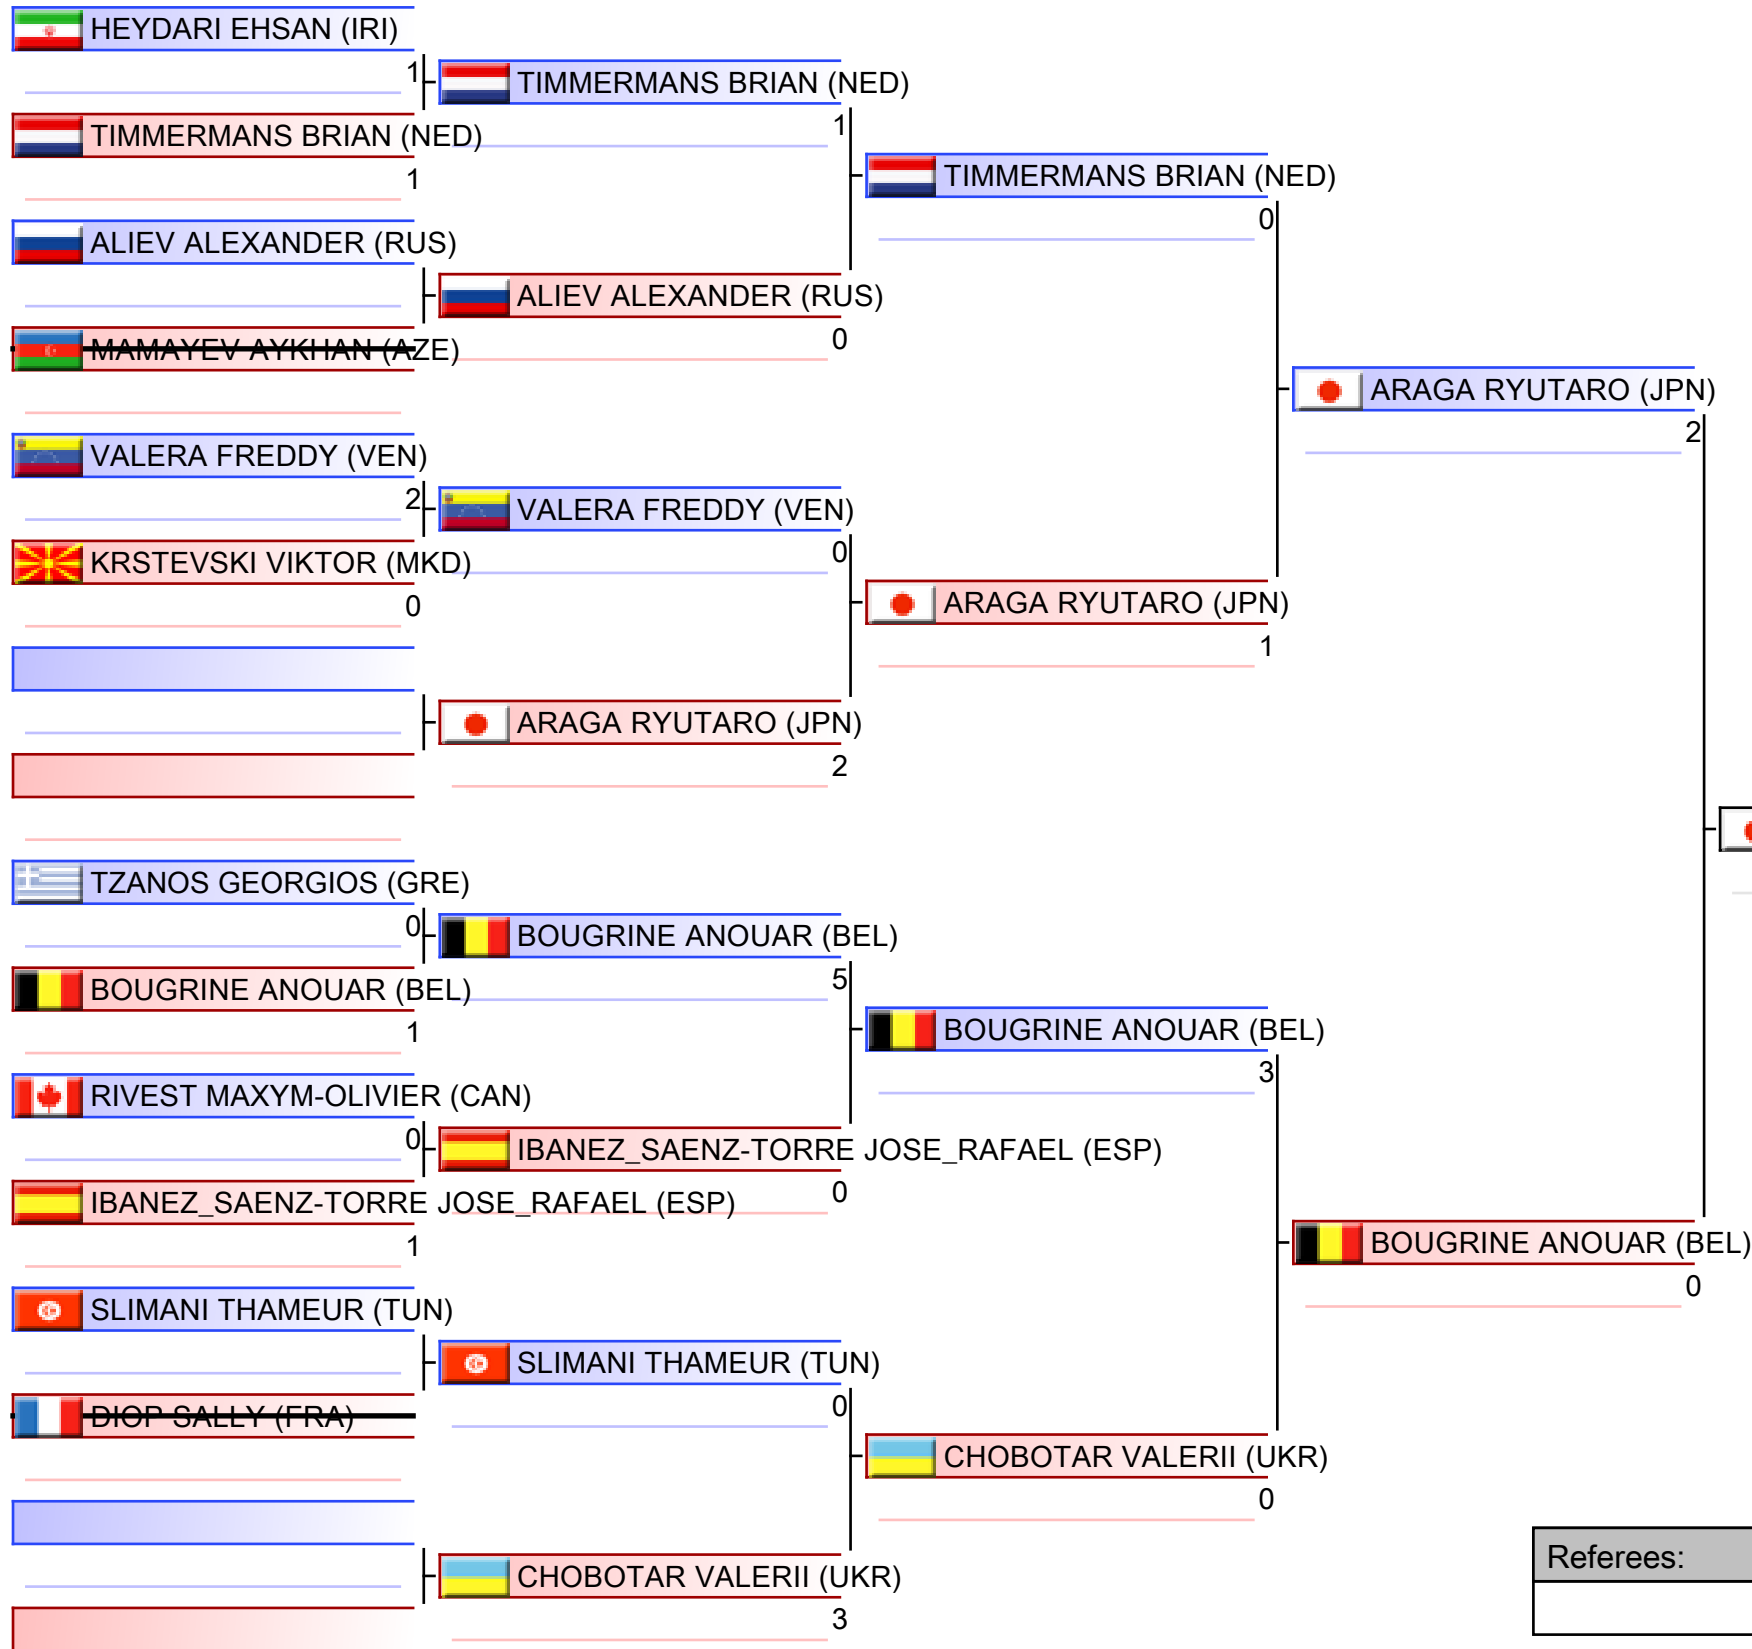 HEYDARI EHSAN (IRI)
1
TIMMERMANS BRIAN (NED)
1
ALIEV ALEXANDER (RUS)
MAMAYEV AYKHAN (AZE)
VALERA FREDDY (VEN)
2
KRSTEVSKI VIKTOR (MKD)
0
TZANOS GEORGIOS (GRE)
0
BOUGRINE ANOUAR (BEL)
1
RIVEST MAXYM-OLIVIER (CAN)
0
IBANEZ_SAENZ-TORRE JOSE_RAFAEL (ESP)
1
SLIMANI THAMEUR (TUN)
DIOP SALLY (FRA)
TIMMERMANS BRIAN (NED)
1
ALIEV ALEXANDER (RUS)
0
VALERA FREDDY (VEN)
0
ARAGA RYUTARO (JPN)
2
BOUGRINE ANOUAR (BEL)
5
IBANEZ_SAENZ-TORRE JOSE_RAFAEL (ESP)
0
SLIMANI THAMEUR (TUN)
0
CHOBOTAR VALERII (UKR)
3
TIMMERMANS BRIAN (NED)
0
ARAGA RYUTARO (JPN)
1
BOUGRINE ANOUAR (BEL)
3
CHOBOTAR VALERII (UKR)
0
ARAGA RYUTARO (JPN)
2
BOUGRINE ANOUAR (BEL)
0
Referees: